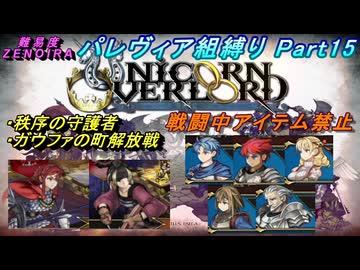 難易度
ZENOIRA
パレヴィア組縛り Part15
UNICORN
OVERLORD
・秩序の守護者
・ガウファの町解放戦
戦闘中アイテム禁止